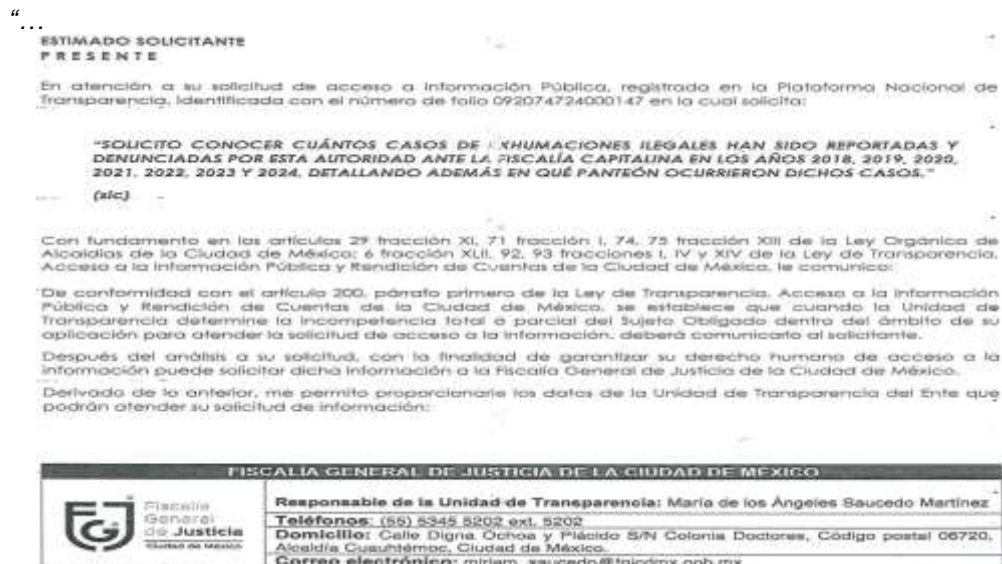 “…
ESTIMADO SOLICITANTE
P R E S E N T E
En atención a su solicitud de acceso a Información Pública, registrada en la Plataforma Nacional de
Transparencia, identificada con el número de folio 092074724000147 en la cual solicita:
"SOLICITO CONOCER CUÁNTOS CASOS DE EXHUMACIONES ILEGALES HAN SIDO REPORTADAS Y
DENUNCIADAS POR ESTA AUTORIDAD ANTE LA FISCALÍA CAPITALINA EN LOS AÑOS 2018, 2019, 2020,
2021, 2022, 2023 Y 2024, DETALLANDO ADEMÁS EN QUÉ PANTEÓN OCURRIERON DICHOS CASOS."
(sic)
Con fundamento en los artículos 29 fracción XI, 71 fracción I, 74, 75 fracción XIII de la Ley Orgánica de
Alcaldías de la Ciudad de México; 6 fracción XLII, 92, 93 fracciones I, IV y XIV de la Ley de Transparencia,
Acceso a la Información Pública y Rendición de Cuentas de la Ciudad de México, le comunico:
De conformidad con el artículo 200, párrafo primero de la Ley de Transparencia, Acceso a la Información
Pública y Rendición de Cuentas de la Ciudad de México, se establece que cuando la Unidad de
Transparencia determine la incompetencia total o parcial del Sujeto Obligado dentro del ámbito de su
aplicación para atender la solicitud de acceso a la información, deberá comunicarlo al solicitante.
Después del análisis a su solicitud, con la finalidad de garantizar su derecho humano de acceso a la
información puede solicitar dicha información a la Fiscalía General de Justicia de la Ciudad de México.
Derivado de lo anterior, me permito proporcionarle los datos de la Unidad de Transparencia del Ente que
podrán atender su solicitud de información:
FISCALIA GENERAL DE JUSTICIA DE LA CIUDAD DE MÉXICO
FGJ
Fiscalía
General
de Justicia
Ciudad de México
Responsable de la Unidad de Transparencia: María de los Ángeles Saucedo Martínez
Teléfonos: (55) 5345 5202 ext. 5202
Domicilio: Calle Digna Ochoa y Plácido S/N Colonia Doctores, Código postal 06720,
Alcaldía Cuauhtémoc, Ciudad de México.
Correo electrónico: miriam_saucedo@fgjcdmx.gob.mx